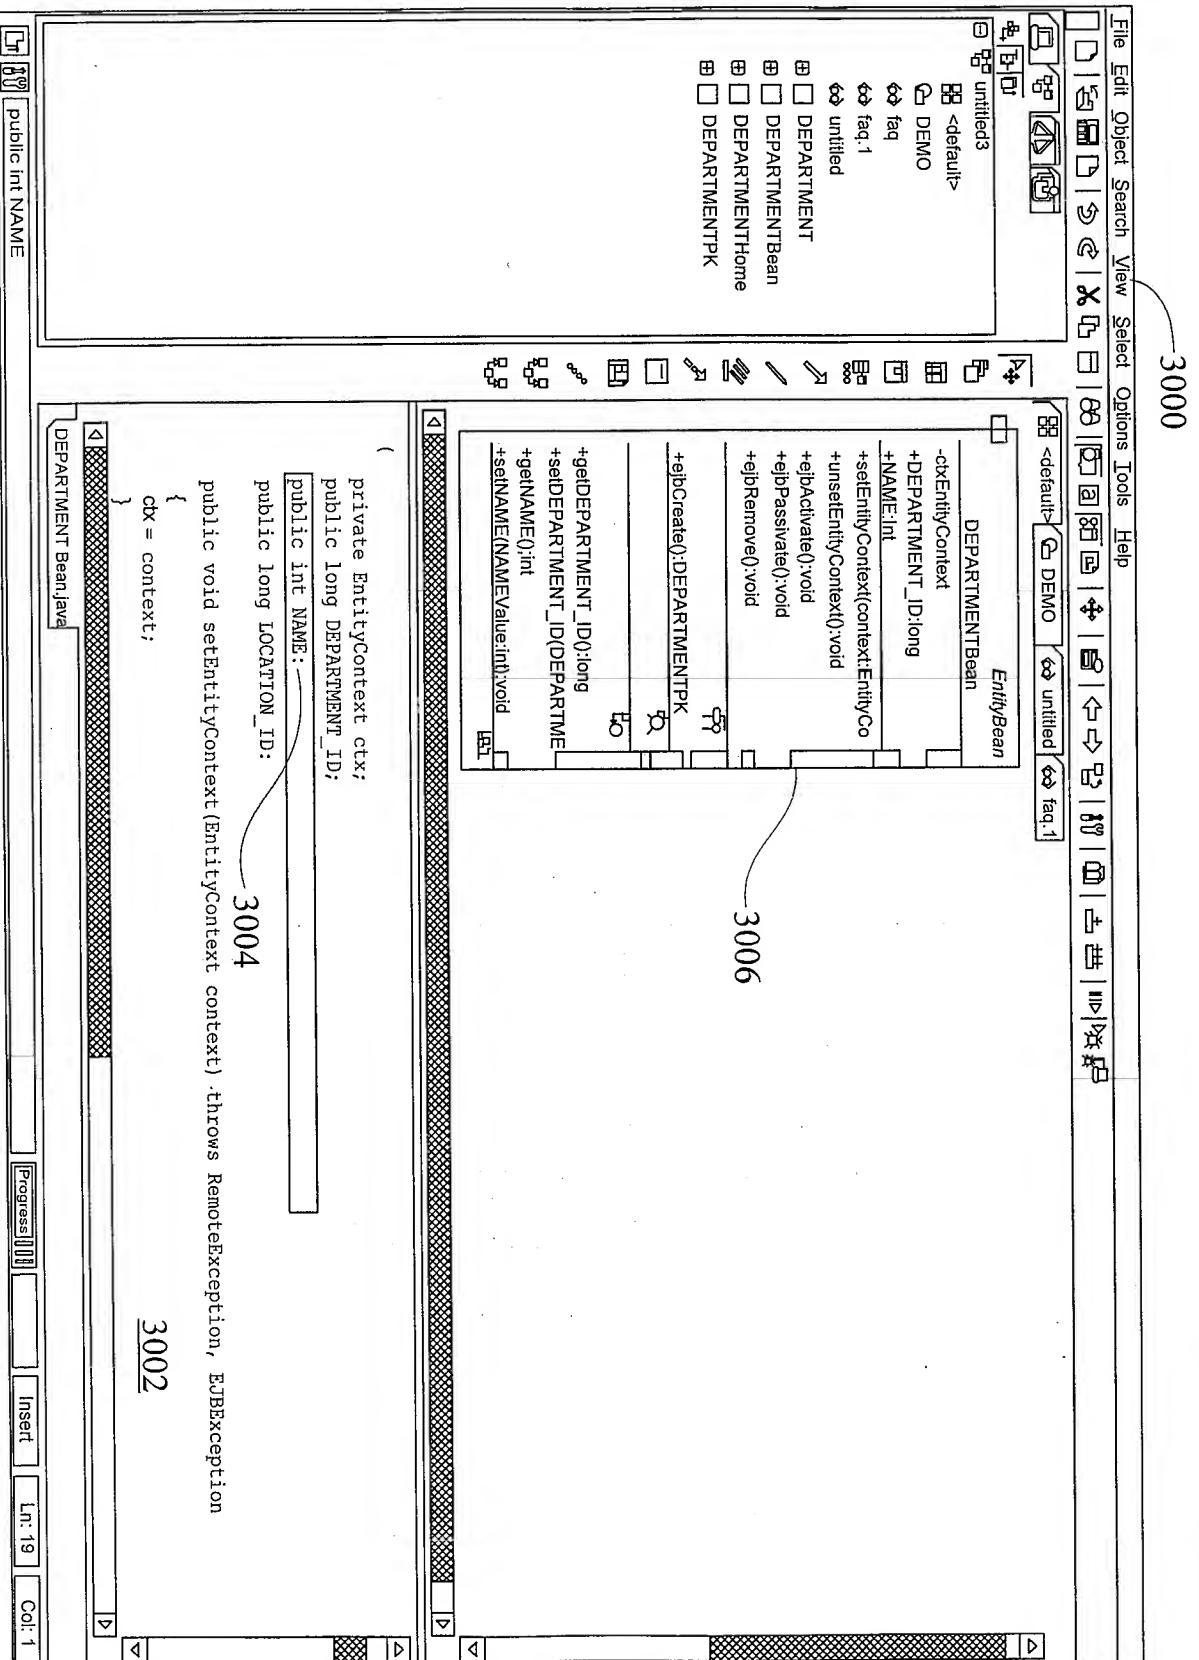 3000
File Edit Object Search View Select Options Tools Help
untitled3
<default>
DEMO
faq
faq.1
untitled
DEPARTMENT
DEPARTMENTBean
DEPARTMENTHome
DEPARTMENTPK
<default> DEMO untitled faq.1
EntityBean
DEPARTMENTBean
-ctxEntityContext
+DEPARTMENT_ID:long
+NAME:Int
+setEntityContext(context:EntityCo
+unsetEntityContext():void
+ejbActivate():void
+ejbPassivate():void
+ejbRemove():void
+ejbCreate():DEPARTMENTPK
+getDEPARTMENT_ID():long
+setDEPARTMENT_ID(DEPARTME
+getNAME():int
+setNAME(NAMEValue:int):void
3006
(
private EntityContext ctx;
public long DEPARTMENT_ID;
public int NAME:
public long LOCATION_ID:
3004
public void setEntityContext(EntityContext context) throws RemoteException, EJBException
{
ctx = context;
}
3002
DEPARTMENT Bean.java
public int NAME
Progress
Insert
Ln: 19
Col: 1